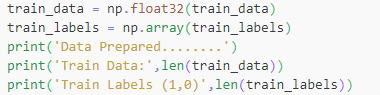 train_data = np.float32(train_data)
train_labels = np.array(train_labels)
print('Data Prepared........')
print('Train Data:',len(train_data))
print('Train Labels (1,0)',len(train_labels))